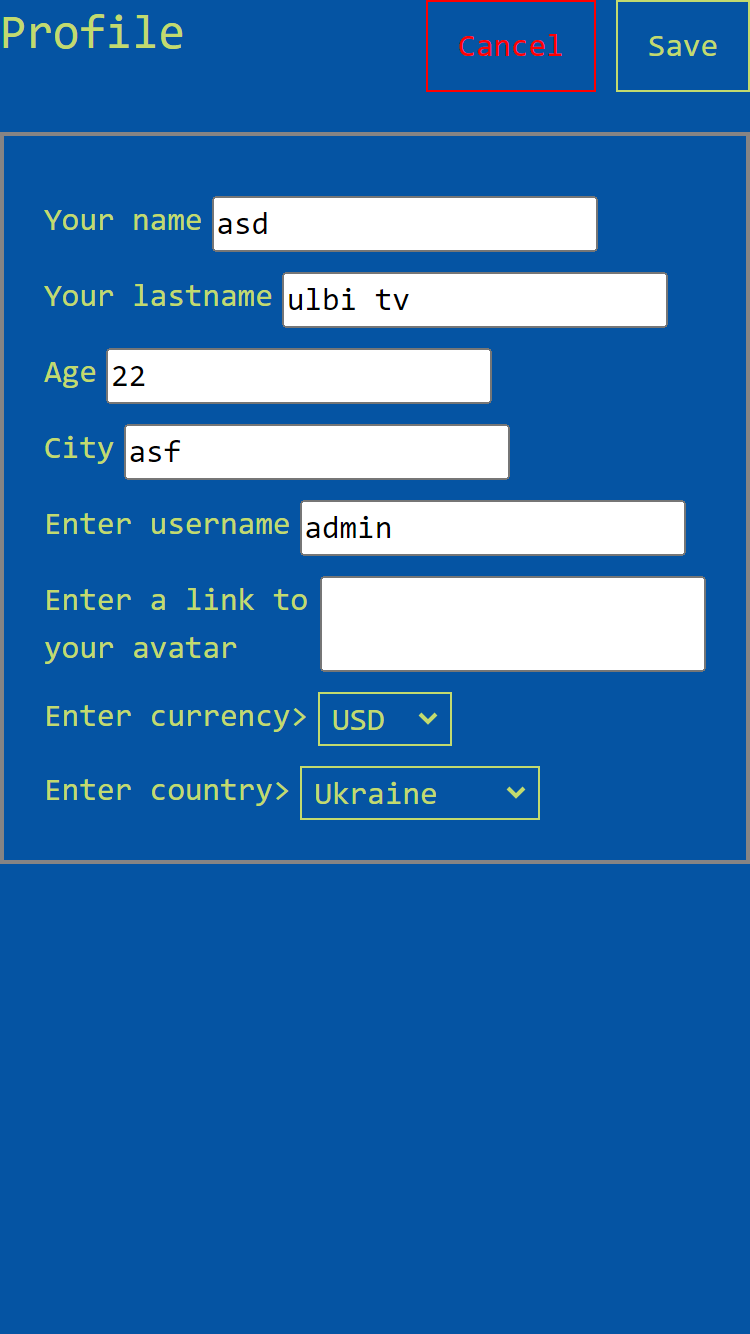 Profile
Cancel
Save
Your name asd
Your lastname ulbi tv
Age 22
City asf
Enter username admin
Enter a link to
your avatar
Enter currency> USD
Enter country> Ukraine